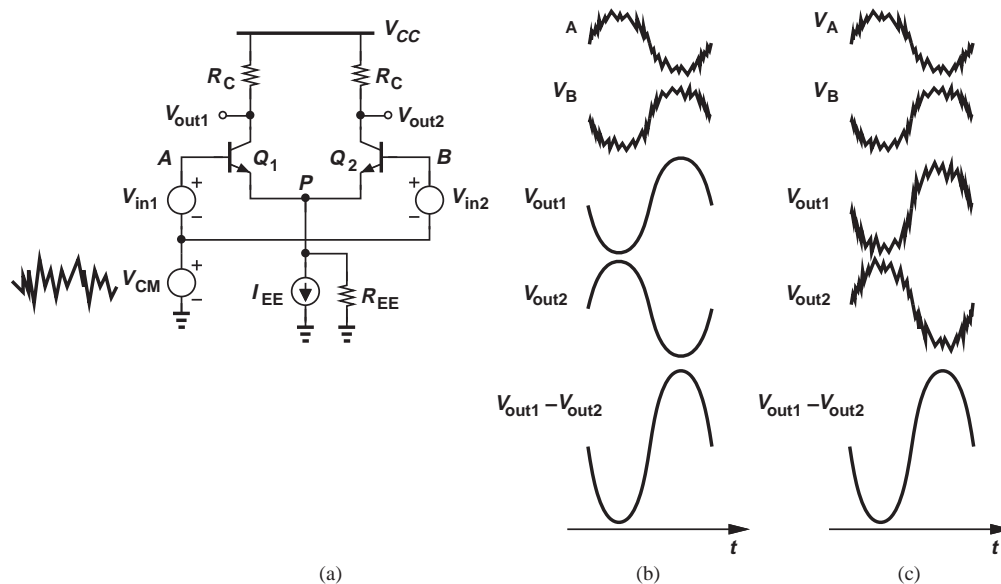 V_CC
R_C R_C
V_out1 V_out2
A Q_1 Q_2 B
P
V_in1 V_in2
V_CM
I_EE R_EE
(a)
A
V_B
V_out1
V_out2
V_out1 – V_out2
t
(b)
V_A
V_B
V_out1
V_out2
V_out1 – V_out2
t
(c)